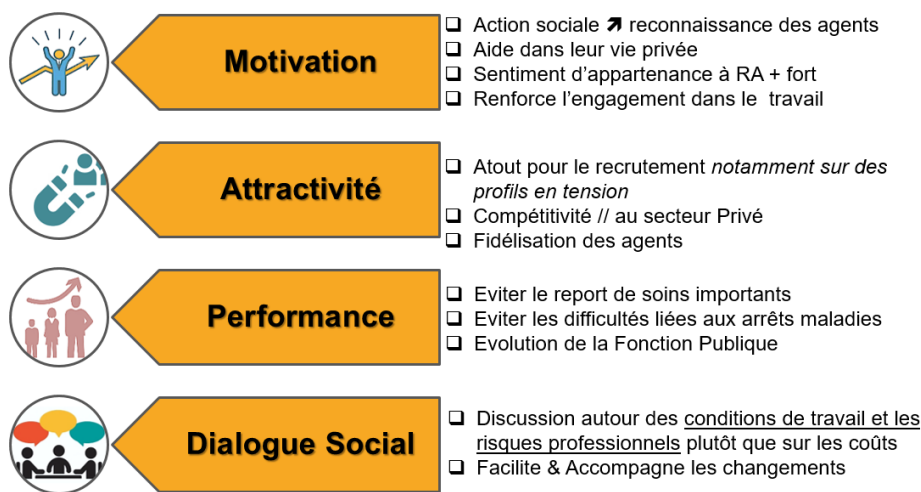 Motivation
❑ Action sociale ↗ reconnaissance des agents
❑ Aide dans leur vie privée
❑ Sentiment d’appartenance à RA + fort
❑ Renforce l’engagement dans le travail
Attractivité
❑ Atout pour le recrutement notamment sur des
profils en tension
❑ Compétitivité // au secteur Privé
❑ Fidélisation des agents
Performance
❑ Eviter le report de soins importants
❑ Eviter les difficultés liées aux arrêts maladies
❑ Evolution de la Fonction Publique
Dialogue Social
❑ Discussion autour des conditions de travail et les
risques professionnels plutôt que sur les coûts
❑ Facilite & Accompagne les changements